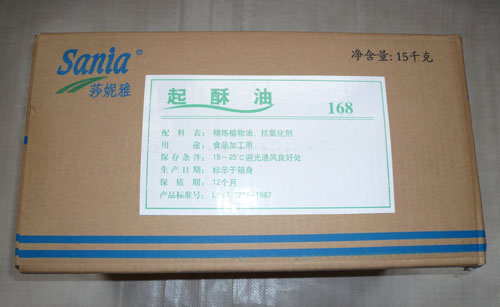 Sania®
莎妮雅
净含量: 15千克
起酥油
168
配料表: 精炼植物油、抗氧化剂
用途: 食品加工用
保存条件: 15~25℃避光通风良好处
生产日期: 标示于箱身
保质期: 12个月
产品标准号: